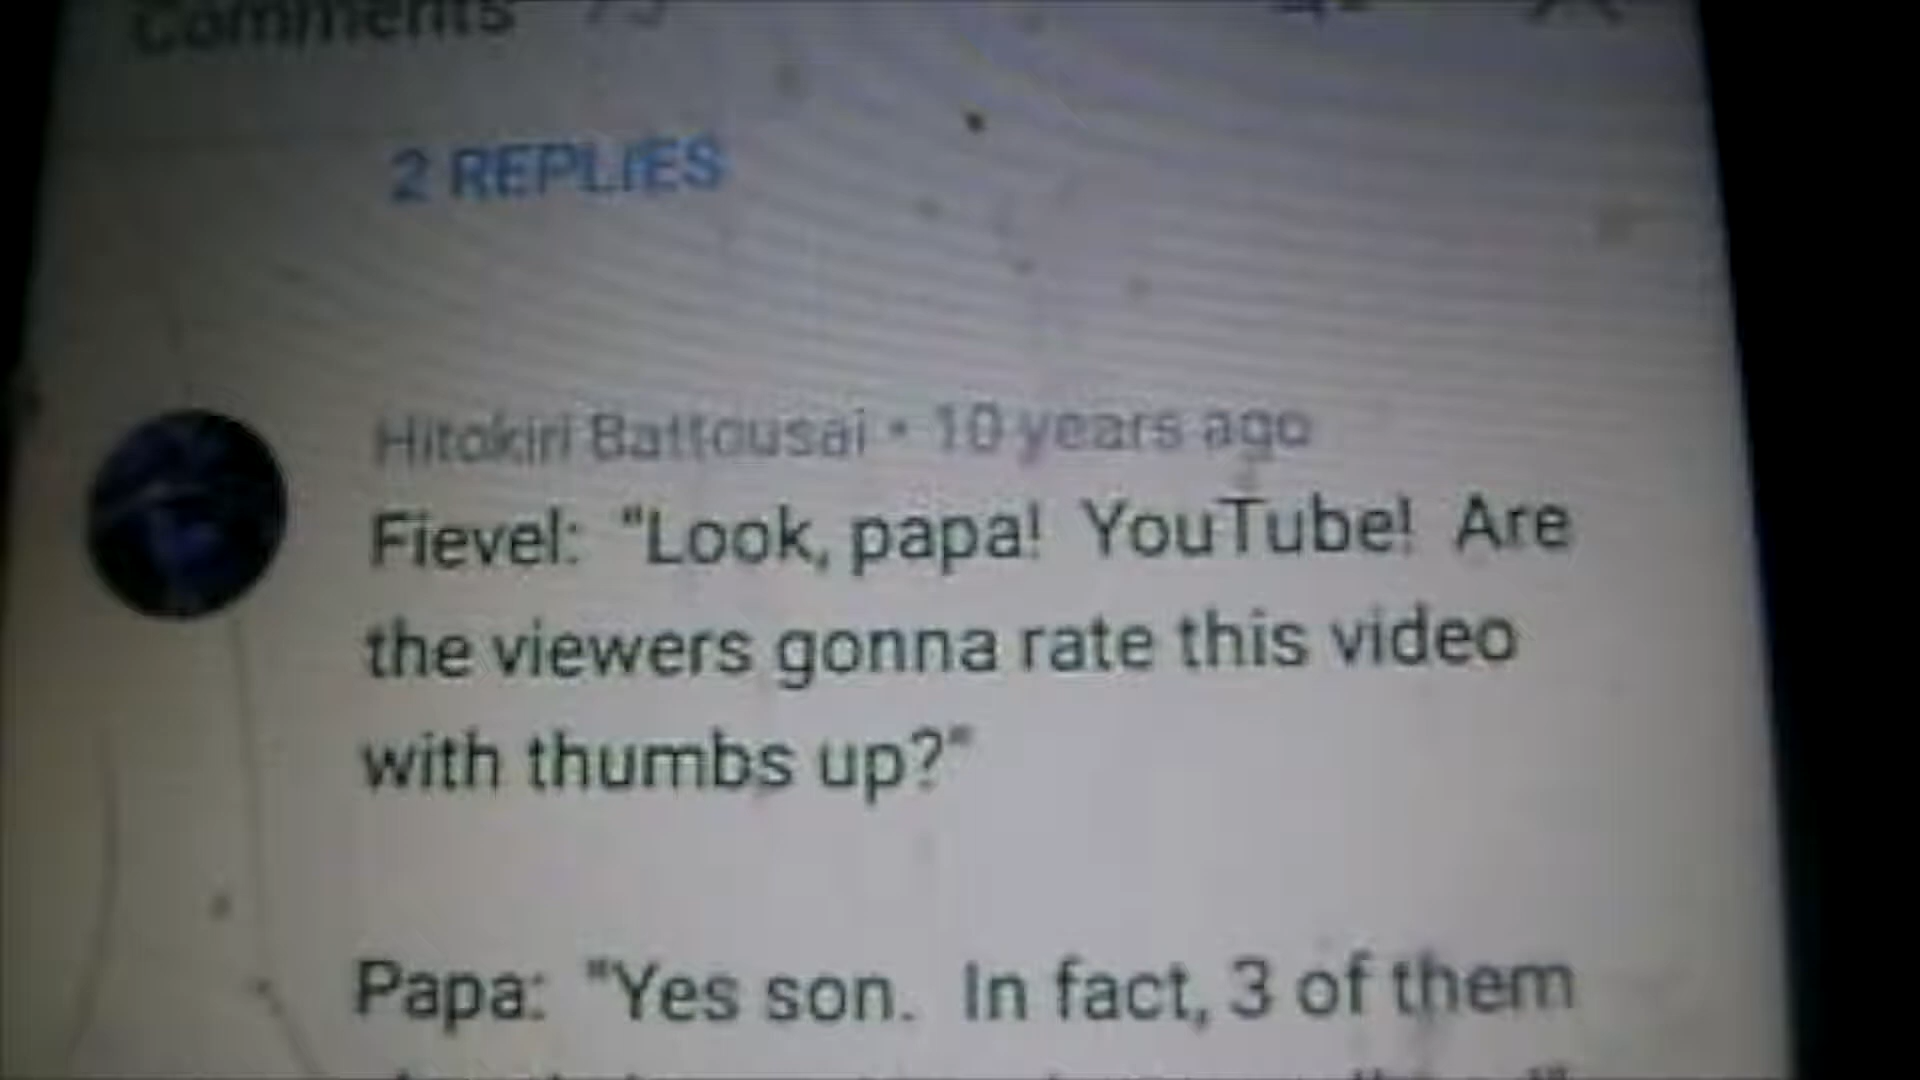 Comments
2 REPLIES
Hitokiri Battousai • 10 years ago
Fievel: "Look, papa! YouTube! Are
the viewers gonna rate this video
with thumbs up?"
Papa: "Yes son. In fact, 3 of them